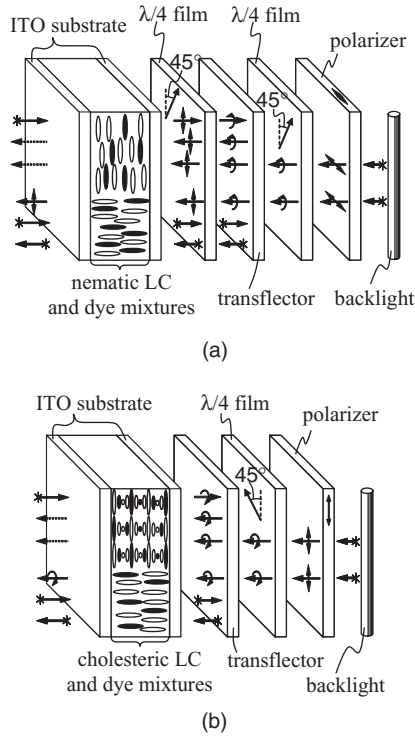 λ/4 film
λ/4 film
ITO substrate
polarizer
45°
45°
nematic LC
and dye mixtures
transflector
backlight
(a)
λ/4 film
ITO substrate
polarizer
45°
cholesteric LC
and dye mixtures
transflector
backlight
(b)